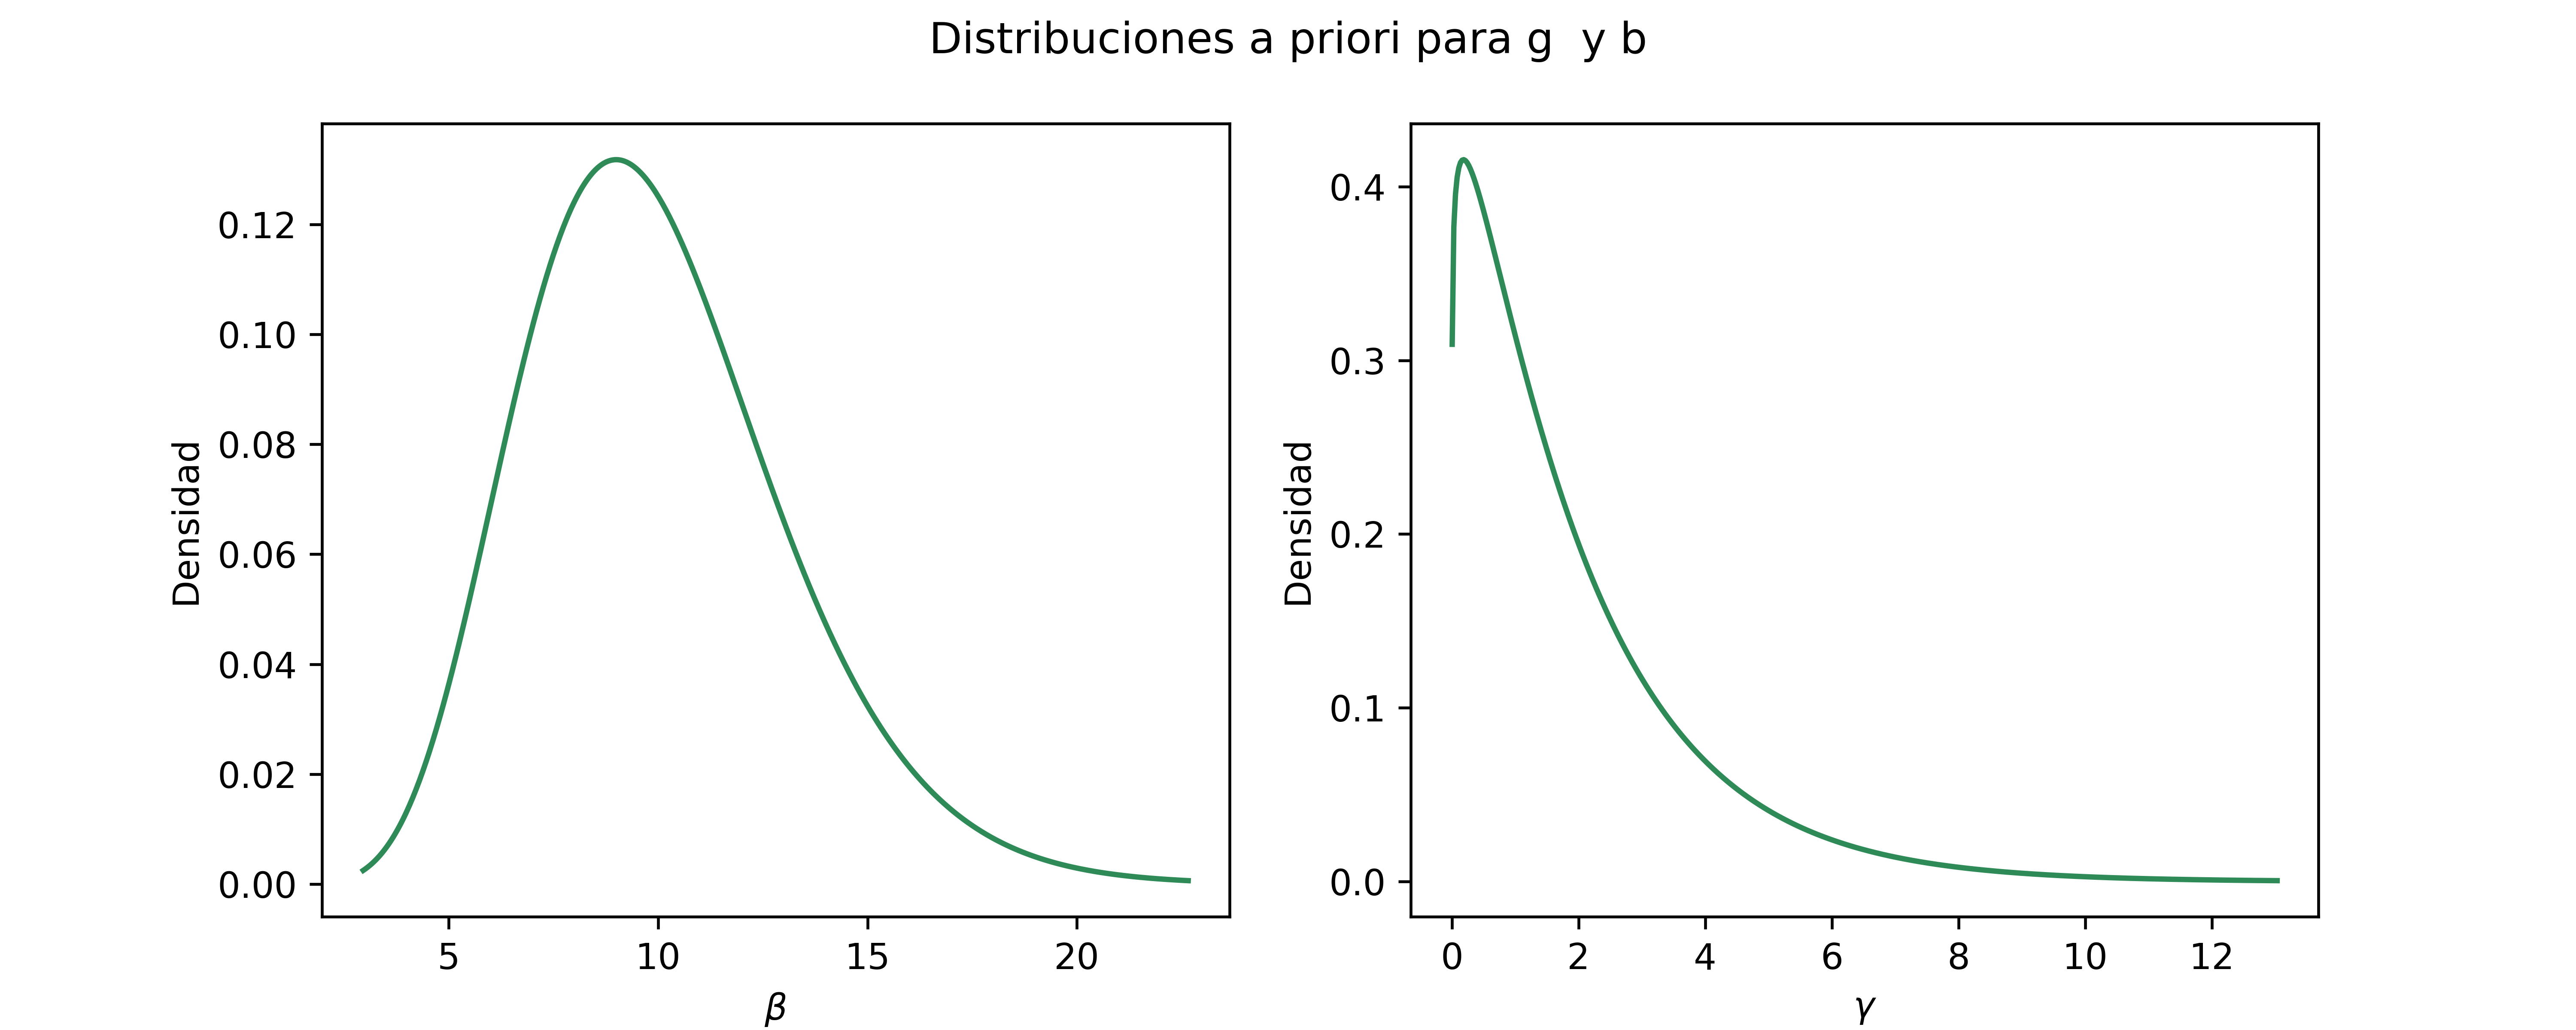 Distribuciones a priori para g  y b
Densidad
0.12
0.10
0.08
0.06
0.04
0.02
0.00
5 10 15 20
β
Densidad
0.4
0.3
0.2
0.1
0.0
0 2 4 6 8 10 12
γ